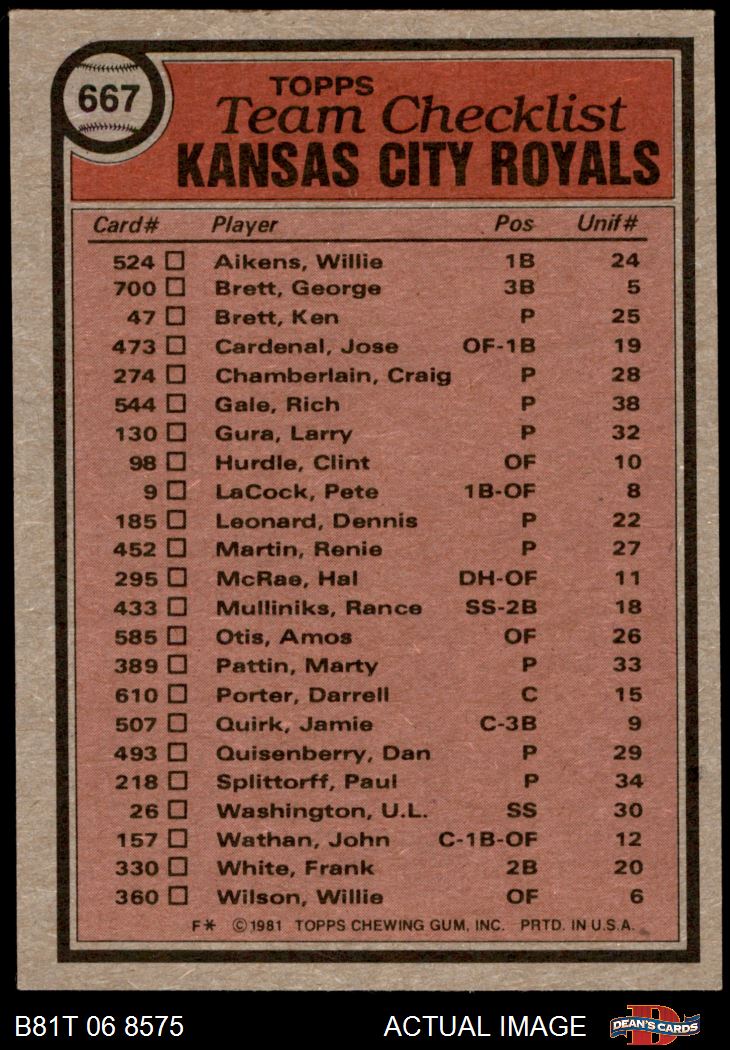 667
TOPPS
Team Checklist
KANSAS CITY ROYALS
Card# Player Pos Unif#
524 Aikens, Willie 1B 24
700 Brett, George 3B 5
47 Brett, Ken P 25
473 Cardenal, Jose OF-1B 19
274 Chamberlain, Craig P 28
544 Gale, Rich P 38
130 Gura, Larry P 32
98 Hurdle, Clint OF 10
9 LaCock, Pete 1B-OF 8
185 Leonard, Dennis P 22
452 Martin, Renie P 27
295 McRae, Hal DH-OF 11
433 Mulliniks, Rance SS-2B 18
585 Otis, Amos OF 26
389 Pattin, Marty P 33
610 Porter, Darrell C 15
507 Quirk, Jamie C-3B 9
493 Quisenberry, Dan P 29
218 Splittorff, Paul P 34
26 Washington, U.L. SS 30
157 Wathan, John C-1B-OF 12
330 White, Frank 2B 20
360 Wilson, Willie OF 6
F* ©1981 TOPPS CHEWING GUM, INC. PRTD. IN U.S.A.
B81T 06 8575 ACTUAL IMAGE D DEAN'S CARDS